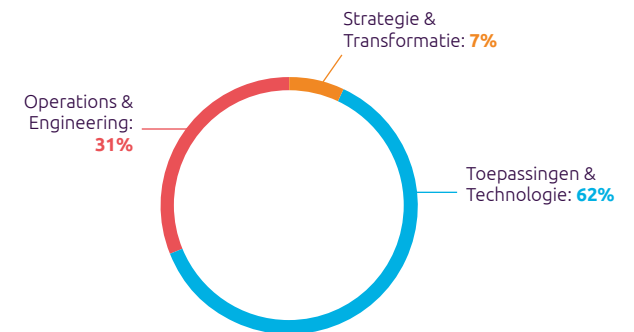 Strategie &
Transformatie: 7%
Operations &
Engineering:
31%
Toepassingen &
Technologie: 62%